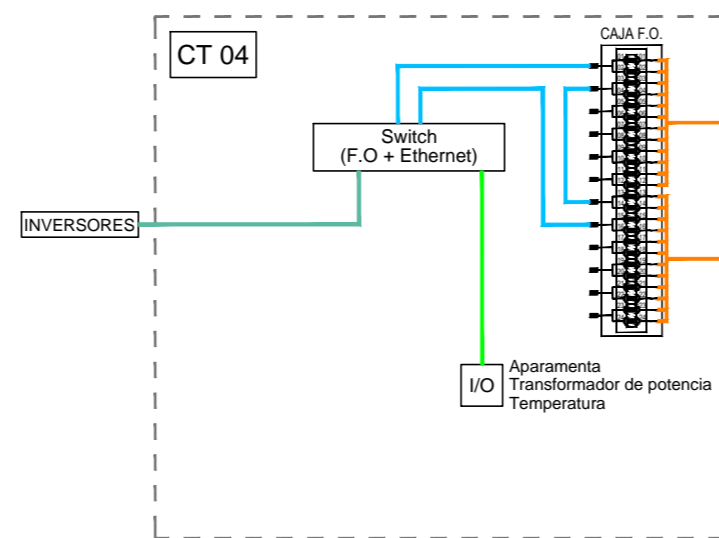 CAJA F.O.
CT 04
Switch
(F.O + Ethernet)
INVERSORES
I/O
Aparamenta
Transformador de potencia
Temperatura